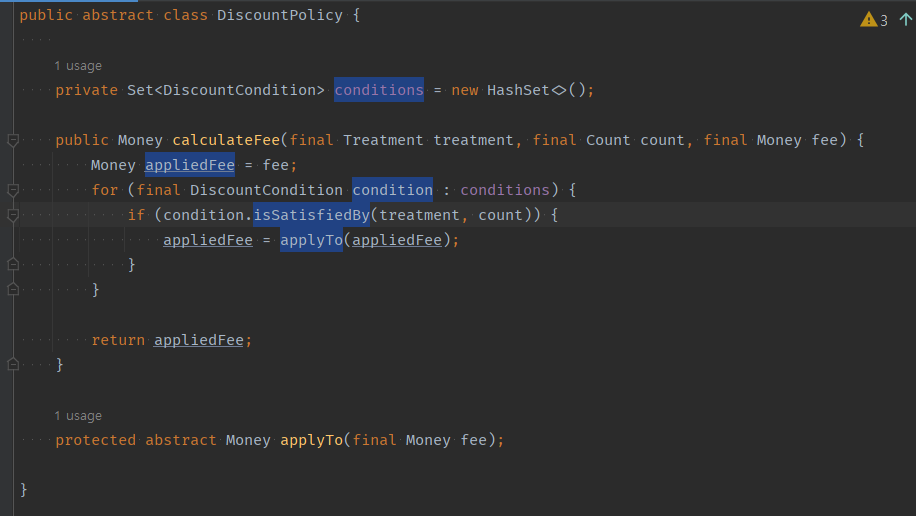 public abstract class DiscountPolicy {
3
1 usage
private Set<DiscountCondition> conditions = new HashSet<>();
public Money calculateFee(final Treatment treatment, final Count count, final Money fee) {
Money appliedFee = fee;
for (final DiscountCondition condition : conditions) {
if (condition.isSatisfiedBy(treatment, count)) {
appliedFee = applyTo(appliedFee);
}
}
return appliedFee;
}
1 usage
protected abstract Money applyTo(final Money fee);
}